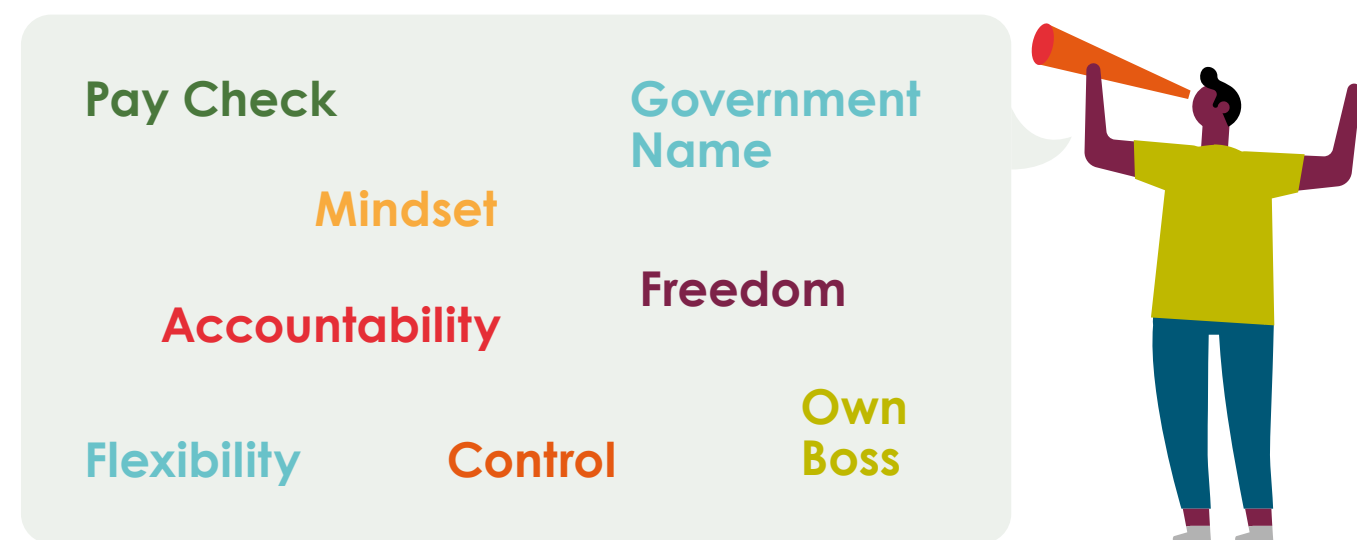 Pay Check
Government
Name
Mindset
Freedom
Accountability
Own
Boss
Flexibility
Control